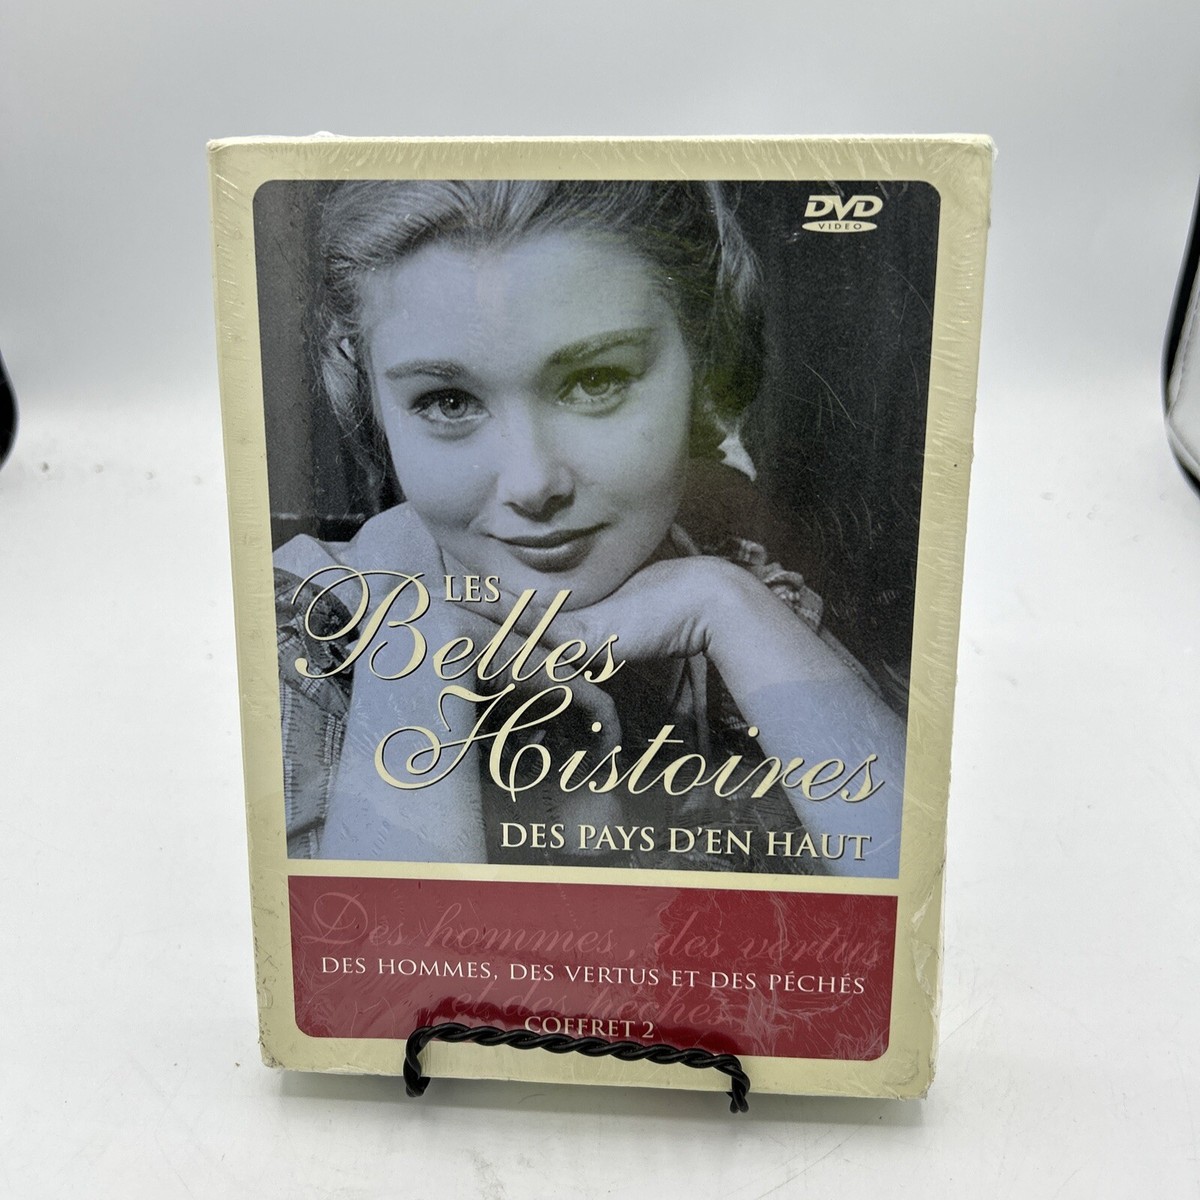 DVD
VIDEO
LES
Belles
Histoires
DES PAYS D'EN HAUT
Des hommes, des vertus
DES HOMMES, DES VERTUS ET DES PÉCHÉS
et des péchés
COFFRET 2